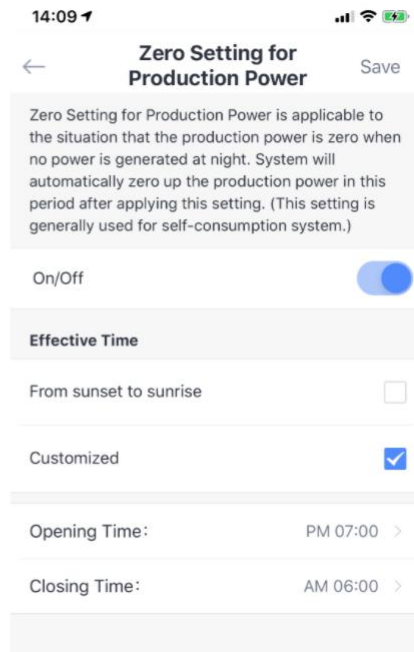 14:09
Zero Setting for
Production Power
Save
Zero Setting for Production Power is applicable to
the situation that the production power is zero when
no power is generated at night. System will
automatically zero up the production power in this
period after applying this setting. (This setting is
generally used for self-consumption system.)
On/Off
Effective Time
From sunset to sunrise
Customized
Opening Time: PM 07:00
Closing Time: AM 06:00